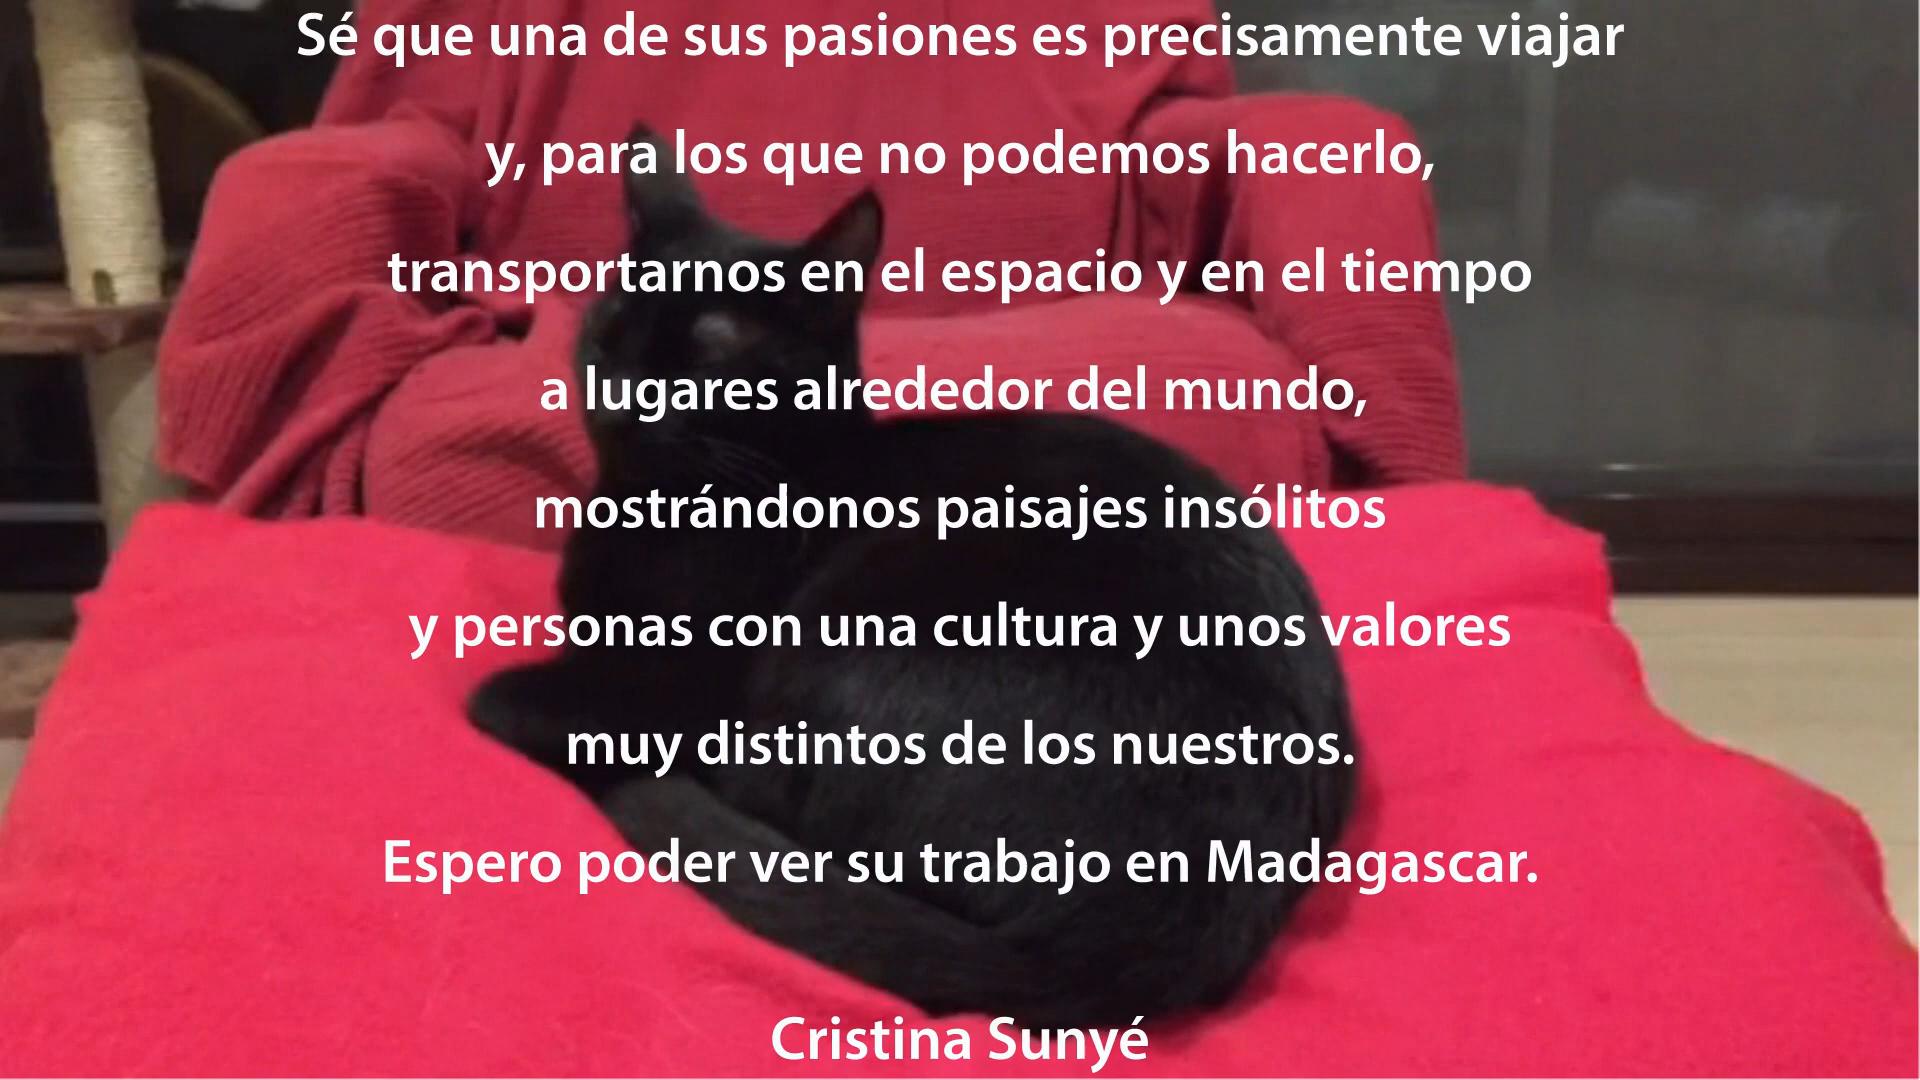 Sé que una de sus pasiones es precisamente viajar
y, para los que no podemos hacerlo,
transportarnos en el espacio y en el tiempo
a lugares alrededor del mundo,
mostrándonos paisajes insólitos
y personas con una cultura y unos valores
muy distintos de los nuestros.
Espero poder ver su trabajo en Madagascar.
Cristina Sunyé